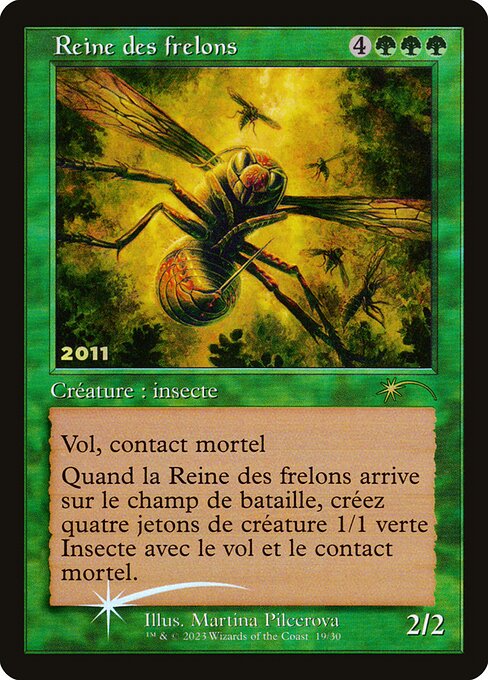 Reine des frelons 4
2011
Créature : insecte
Vol, contact mortel
Quand la Reine des frelons arrive
sur le champ de bataille, créez
quatre jetons de créature 1/1 verte
Insecte avec le vol et le contact
mortel.
Illus. Martina Pilcerova
™ & © 2023 Wizards of the Coast 19/30
2/2